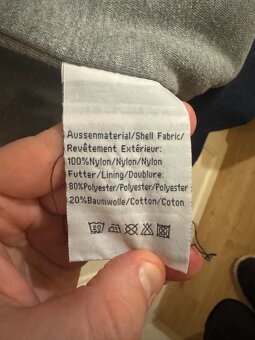 Aussenmaterial/Shell Fabric/
Revêtement Extérieur:
100%Nylon/Nylon/Nylon
Futter/Lining/Doublure:
80%Polyester/Polyester/Polyester
20%Baumwolle/Cotton/Coton